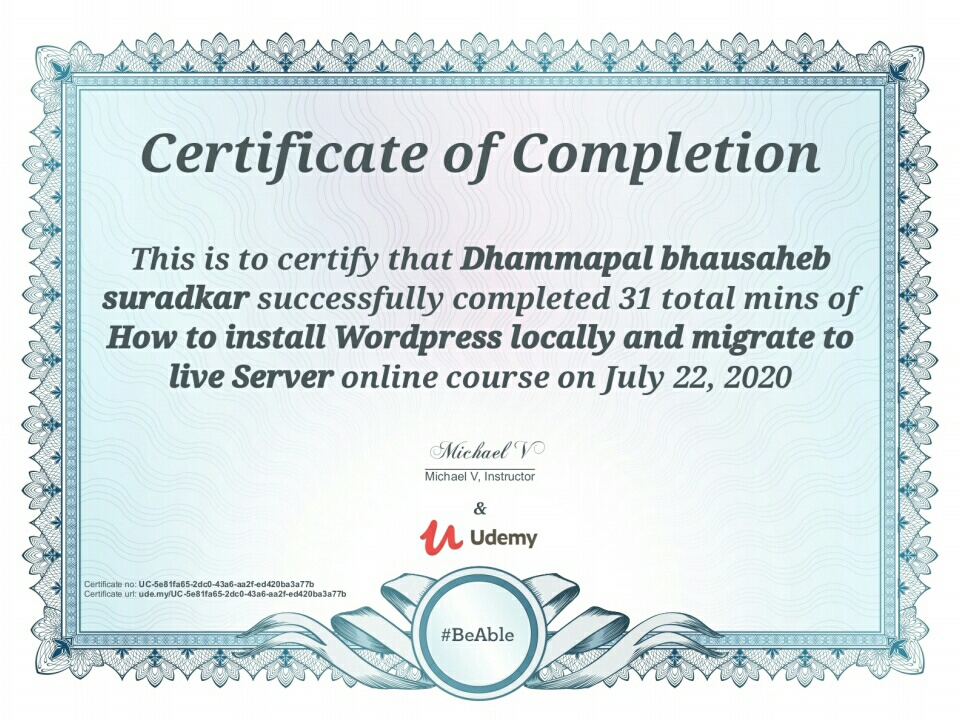 Certificate of Completion
This is to certify that Dhammapal bhausaheb
suradkar successfully completed 31 total mins of
How to install Wordpress locally and migrate to
live Server online course on July 22, 2020
Michael V
Michael V, Instructor
&
Udemy
Certificate no: UC-5e81fa65-2dc0-43a6-aa2f-ed420ba3a77b
Certificate url: ude.my/UC-5e81fa65-2dc0-43a6-aa2f-ed420ba3a77b
#BeAble